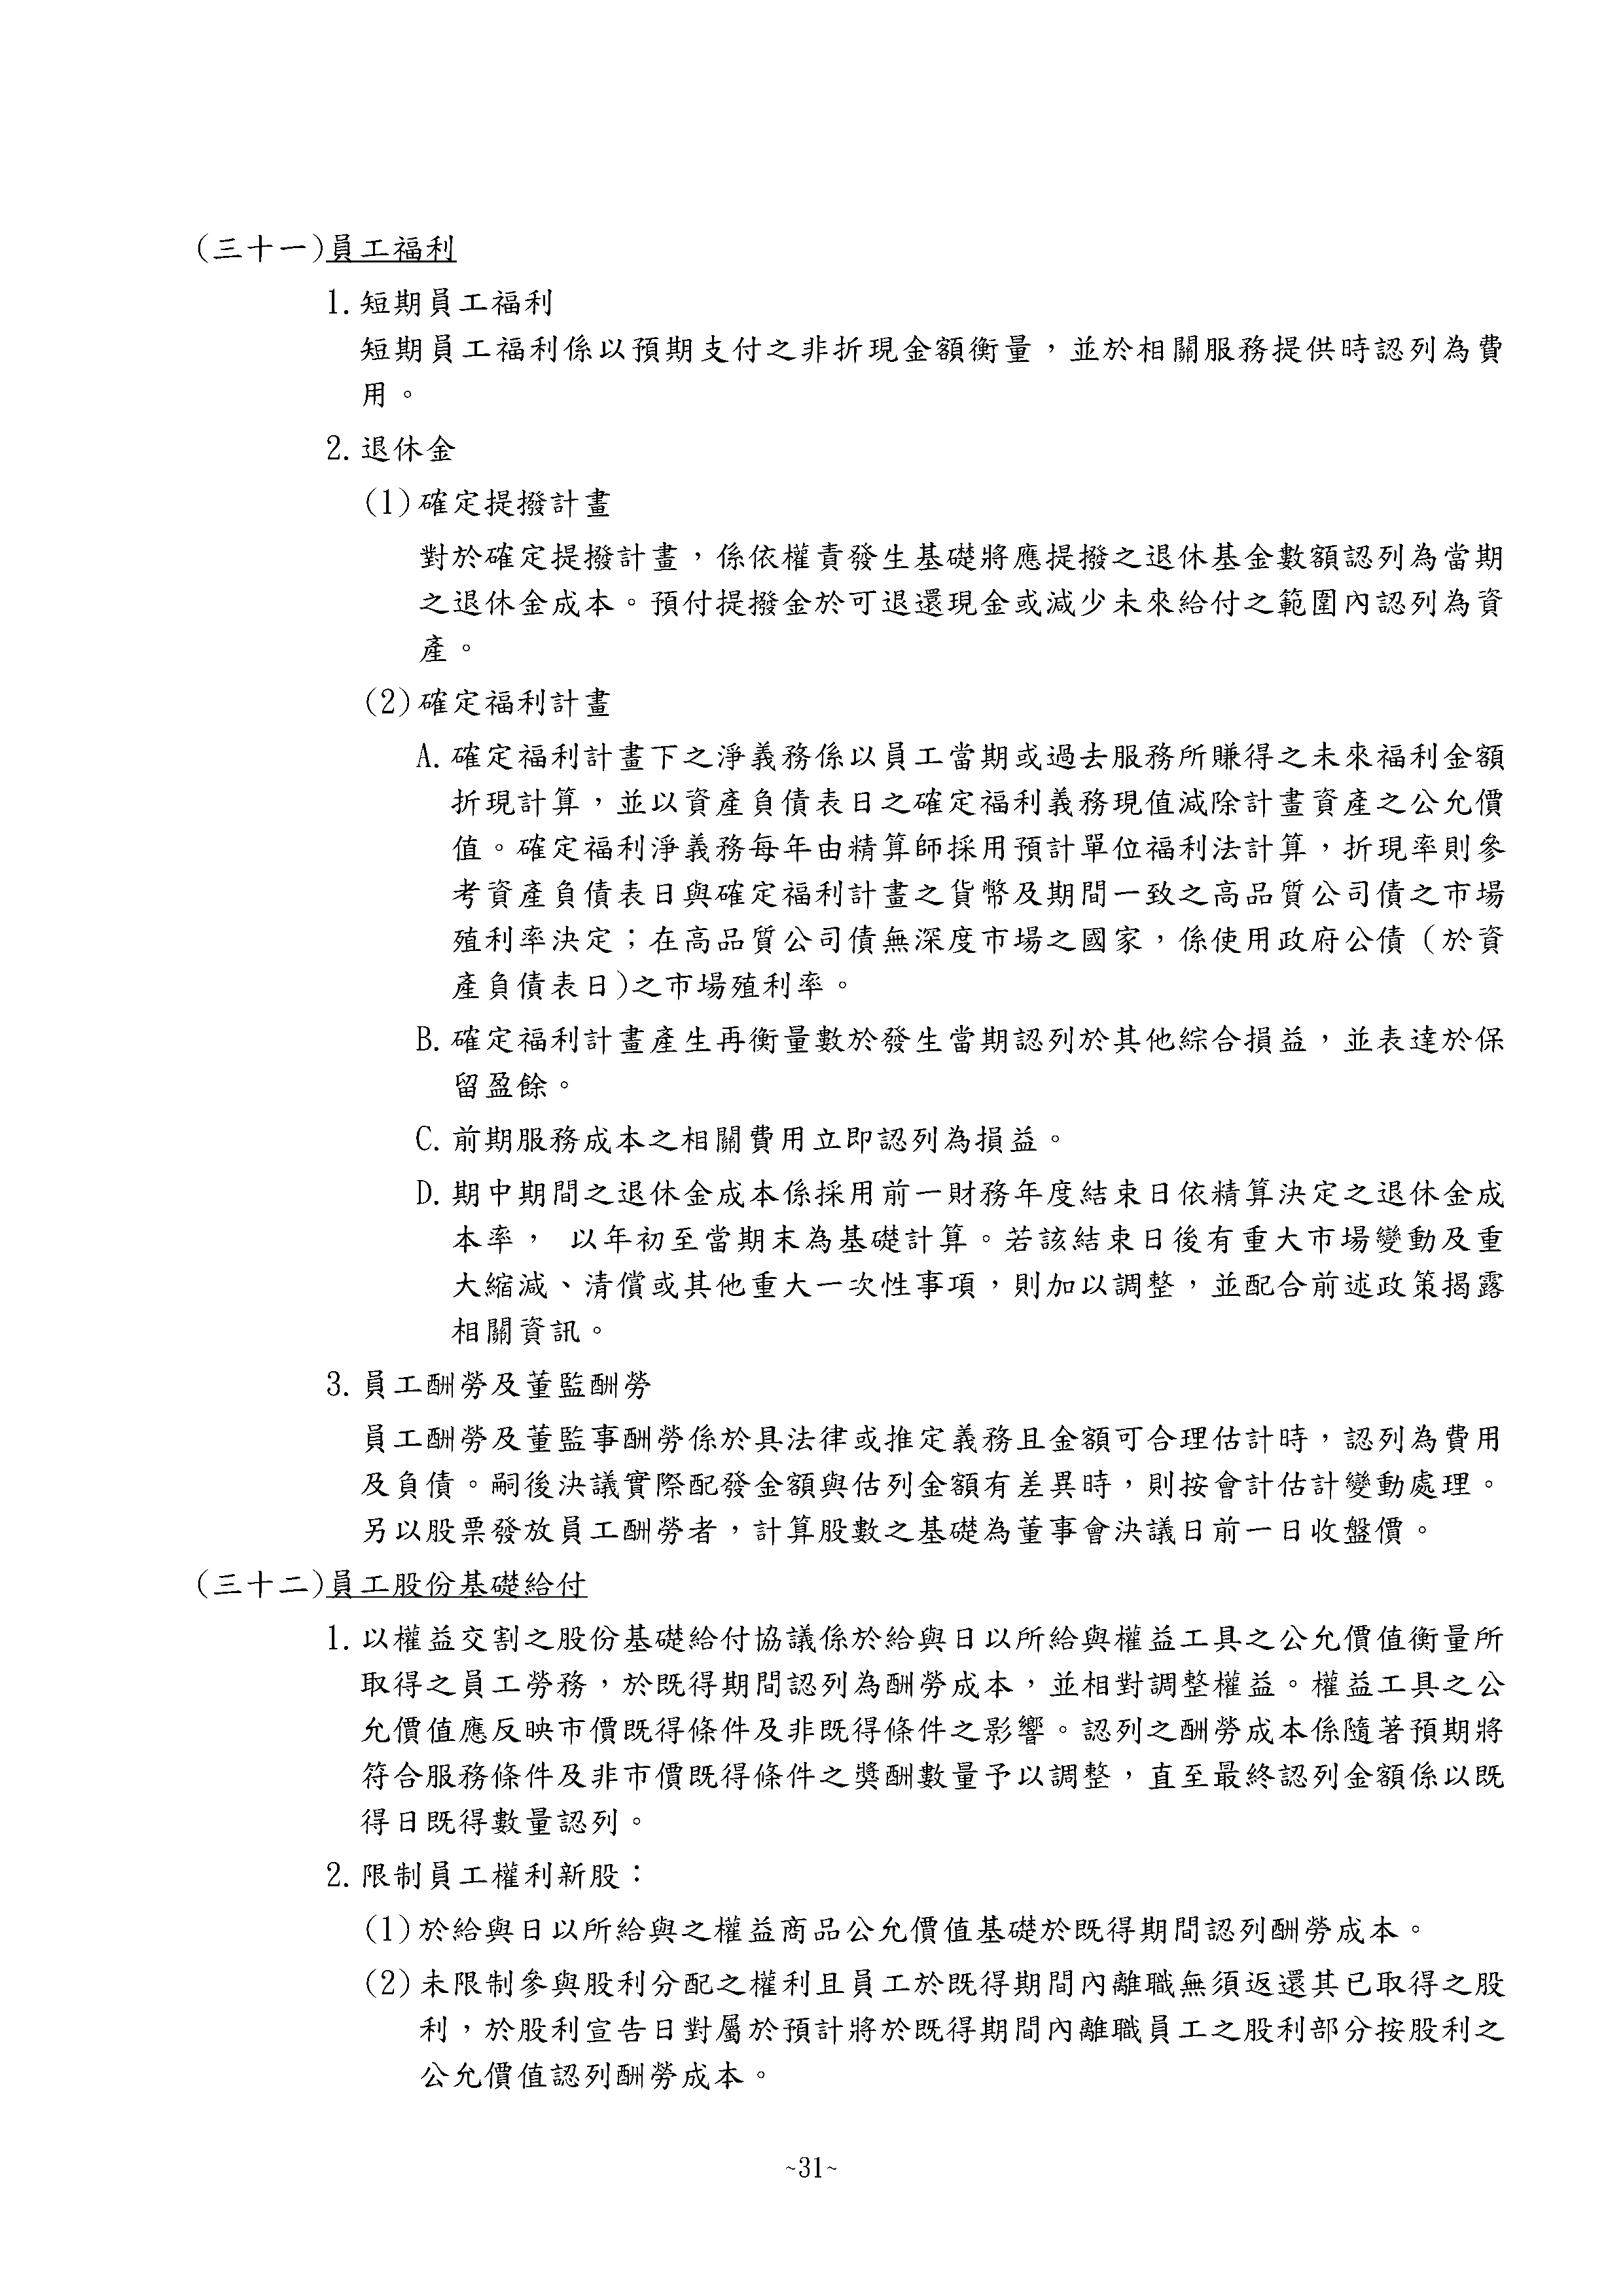 (三十一)員工福利
1.短期員工福利
短期員工福利係以預期支付之非折現金額衡量，並於相關服務提供時認列為費
用。
2.退休金
(1)確定提撥計畫
對於確定提撥計畫，係依權責發生基礎將應提撥之退休基金數額認列為當期
之退休金成本。預付提撥金於可退還現金或減少未來給付之範圍內認列為資
產。
(2)確定福利計畫
A.確定福利計畫下之淨義務係以員工當期或過去服務所賺得之未來福利金額
折現計算，並以資產負債表日之確定福利義務現值減除計畫資產之公允價
值。確定福利淨義務每年由精算師採用預計單位福利法計算，折現率則參
考資產負債表日與確定福利計畫之貨幣及期間一致之高品質公司債之市場
殖利率決定；在高品質公司債無深度市場之國家，係使用政府公債（於資
產負債表日)之市場殖利率。
B.確定福利計畫產生再衡量數於發生當期認列於其他綜合損益，並表達於保
留盈餘。
C.前期服務成本之相關費用立即認列為損益。
D.期中期間之退休金成本係採用前一財務年度結束日依精算決定之退休金成
本率， 以年初至當期末為基礎計算。若該結束日後有重大市場變動及重
大縮減、清償或其他重大一次性事項，則加以調整，並配合前述政策揭露
相關資訊。
3.員工酬勞及董監酬勞
員工酬勞及董監事酬勞係於具法律或推定義務且金額可合理估計時，認列為費用
及負債。嗣後決議實際配發金額與估列金額有差異時，則按會計估計變動處理。
另以股票發放員工酬勞者，計算股數之基礎為董事會決議日前一日收盤價。
(三十二)員工股份基礎給付
1.以權益交割之股份基礎給付協議係於給與日以所給與權益工具之公允價值衡量所
取得之員工勞務，於既得期間認列為酬勞成本，並相對調整權益。權益工具之公
允價值應反映市價既得條件及非既得條件之影響。認列之酬勞成本係隨著預期將
符合服務條件及非市價既得條件之獎酬數量予以調整，直至最終認列金額係以既
得日既得數量認列。
2.限制員工權利新股：
(1)於給與日以所給與之權益商品公允價值基礎於既得期間認列酬勞成本。
(2)未限制參與股利分配之權利且員工於既得期間內離職無須返還其已取得之股
利，於股利宣告日對屬於預計將於既得期間內離職員工之股利部分按股利之
公允價值認列酬勞成本。
~31~